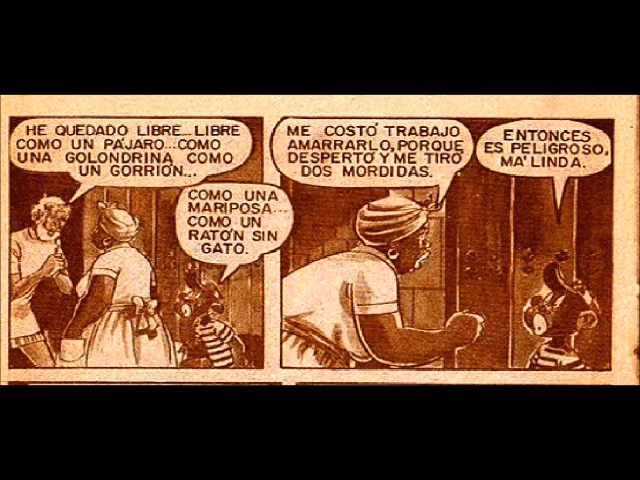 HE QUEDADO LIBRE... LIBRE
COMO UN PÁJARO... COMO
UNA GOLONDRINA COMO
UN GORRIÓN...
COMO UNA
MARIPOSA...
COMO UN
RATÓN SIN
GATO.
ME COSTÓ TRABAJO
AMARRARLO, PORQUE
DESPERTÓ Y ME TIRÓ
DOS MORDIDAS.
ENTONCES
ES PELIGROSO,
MA'LINDA.